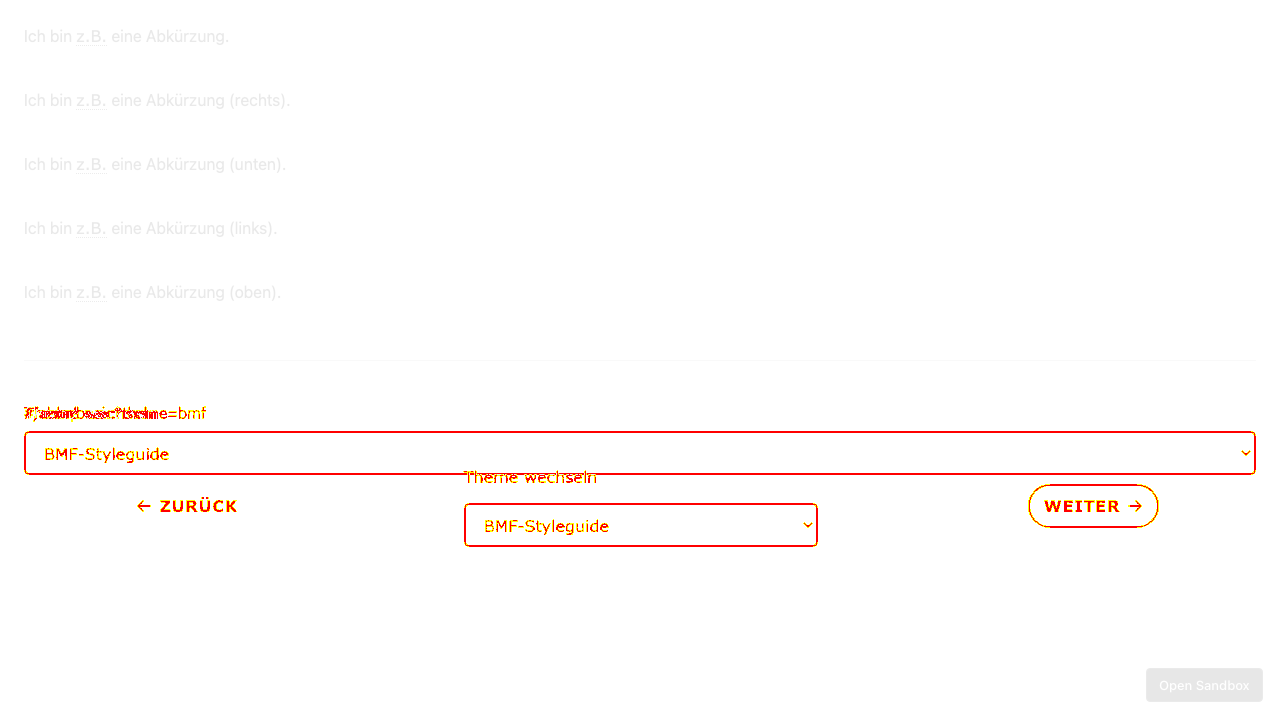 Ich bin z.B. eine Abkürzung.
Ich bin z.B. eine Abkürzung (rechts).
Ich bin z.B. eine Abkürzung (unten).
Ich bin z.B. eine Abkürzung (links).
Ich bin z.B. eine Abkürzung (oben).
BMF-Styleguide
Theme wechseln
← ZURÜCK
WEITER →
BMF-Styleguide
Open Sandbox